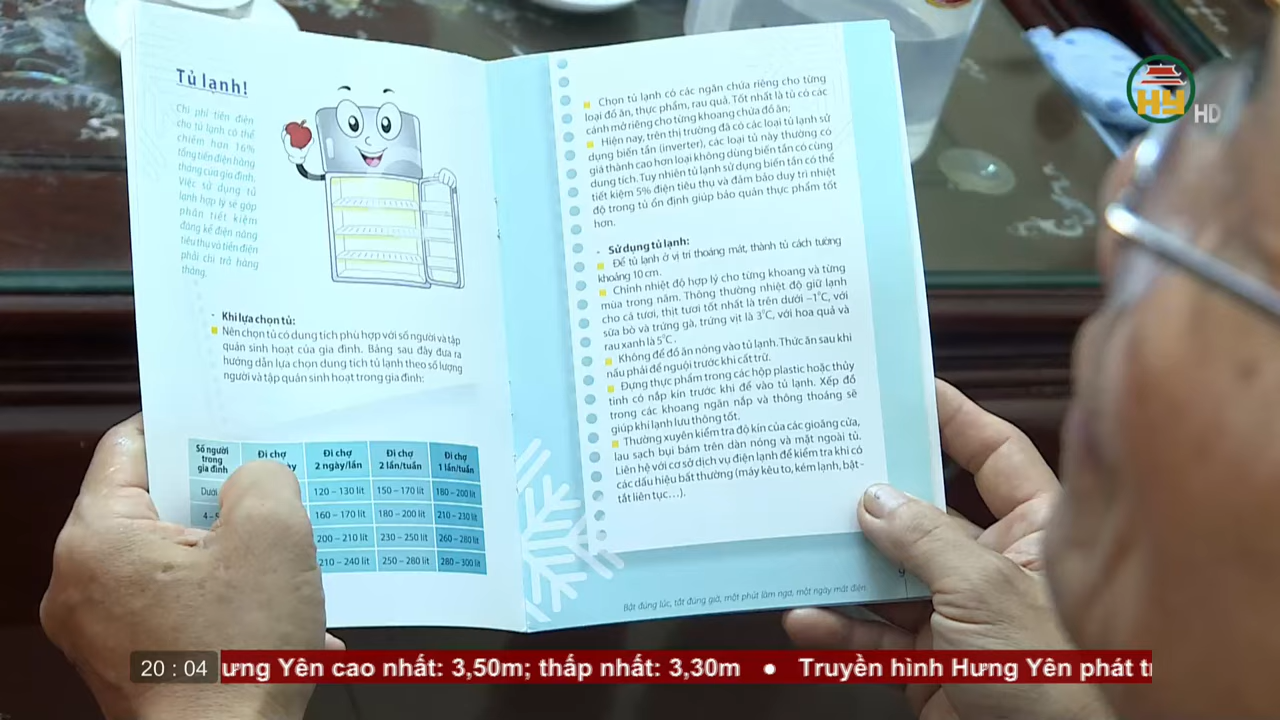 Tủ lạnh!
Chi phí tiền điện
cho tủ lạnh có thể
chiếm hơn 16%
tổng tiền điện hàng
tháng của gia đình.
Việc sử dụng tủ
lạnh hợp lý sẽ góp
phần tiết kiệm
đáng kể điện năng
tiêu thụ và tiền điện
phải chi trả hàng
tháng.
- Khi lựa chọn tủ:
Nên chọn tủ có dung tích phù hợp với số người và tập
quán sinh hoạt của gia đình. Bảng sau đây đưa ra
hướng dẫn lựa chọn dung tích tủ lạnh theo số lượng
người và tập quán sinh hoạt trong gia đình:
Số người trong gia đình Đi chợ Đi chợ 2 ngày/lần Đi chợ 2 lần/tuần Đi chợ 1 lần/tuần
Dưới 120 – 130 lít 150 – 170 lít 180 – 200 lít
4 – 160 – 170 lít 180 – 200 lít 210 – 230 lít
200 – 210 lít 230 – 250 lít 260 – 280 lít
210 – 240 lít 250 – 280 lít 280 – 300 lít
Chọn tủ lạnh có các ngăn chứa riêng cho từng
loại đồ ăn, thực phẩm, rau quả. Tốt nhất là tủ có các
cánh mở riêng cho từng khoang chứa đồ ăn;
Hiện nay, trên thị trường đã có các loại tủ lạnh sử
dụng biến tần (inverter), các loại tủ này thường có
giá thành cao hơn loại không dùng biến tần có cùng
dung tích. Tuy nhiên tủ lạnh sử dụng biến tần có thể
tiết kiệm 5% điện tiêu thụ và đảm bảo duy trì nhiệt
độ trong tủ ổn định giúp bảo quản thực phẩm tốt
hơn.
- Sử dụng tủ lạnh:
Để tủ lạnh ở vị trí thoáng mát, thành tủ cách tường
khoảng 10 cm.
Chỉnh nhiệt độ hợp lý cho từng khoang và từng
mùa trong năm. Thông thường nhiệt độ giữ lạnh
cho cá tươi, thịt tươi tốt nhất là trên dưới –1°C, với
sữa bò và trứng gà, trứng vịt là 3°C, với hoa quả và
rau xanh là 5°C.
Không để đồ ăn nóng vào tủ lạnh. Thức ăn sau khi
nấu phải để nguội trước khi cất trữ.
Đựng thực phẩm trong các hộp plastic hoặc thủy
tinh có nắp kín trước khi để vào tủ lạnh. Xếp đồ
trong các khoang ngăn nắp và thông thoáng sẽ
giúp khí lạnh lưu thông tốt.
Thường xuyên kiểm tra độ kín của các gioăng cửa,
lau sạch bụi bám trên dàn nóng và mặt ngoài tủ.
Liên hệ với cơ sở dịch vụ điện lạnh để kiểm tra khi có
các dấu hiệu bất thường (máy kêu to, kém lạnh, bật -
tắt liên tục…).
Bật đúng lúc, tắt đúng giờ, một phút làm ngơ, một ngày mất điện.
9
HY HD
20 : 04 ưng Yên cao nhất: 3,50m; thấp nhất: 3,30m ● Truyền hình Hưng Yên phát